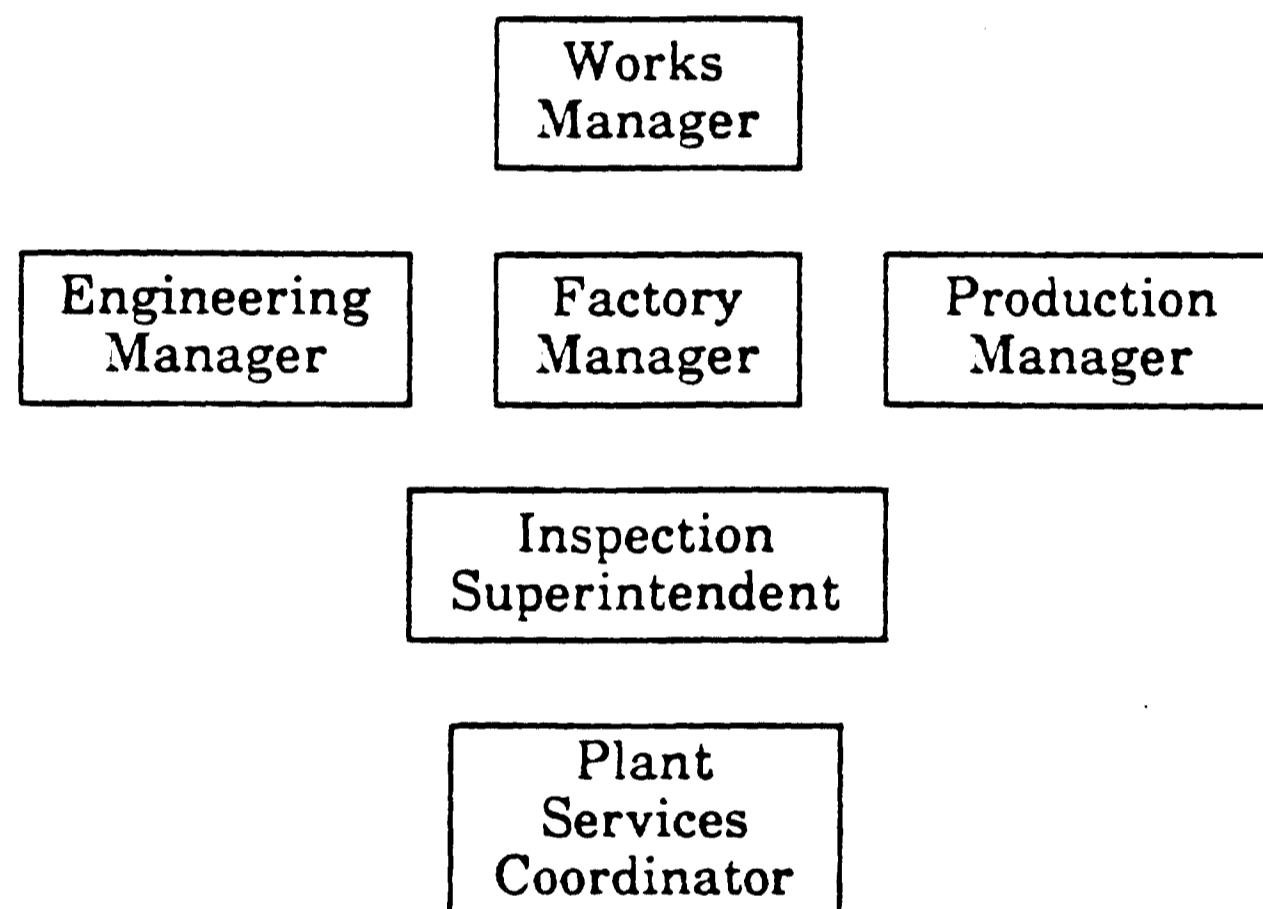 Works
Manager
Engineering
Manager
Factory
Manager
Production
Manager
Inspection
Superintendent
Plant
Services
Coordinator